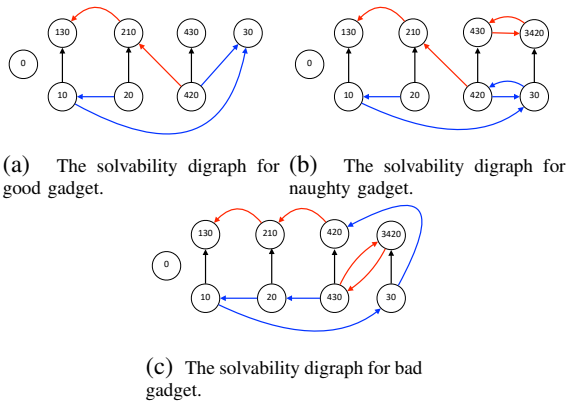 130 210 430 30
0
10 20 420
130 210 430 3420
0
10 20 420 30
(a) The solvability digraph for good gadget.
(b) The solvability digraph for naughty gadget.
130 210 420 3420
0
10 20 430 30
(c) The solvability digraph for bad
gadget.